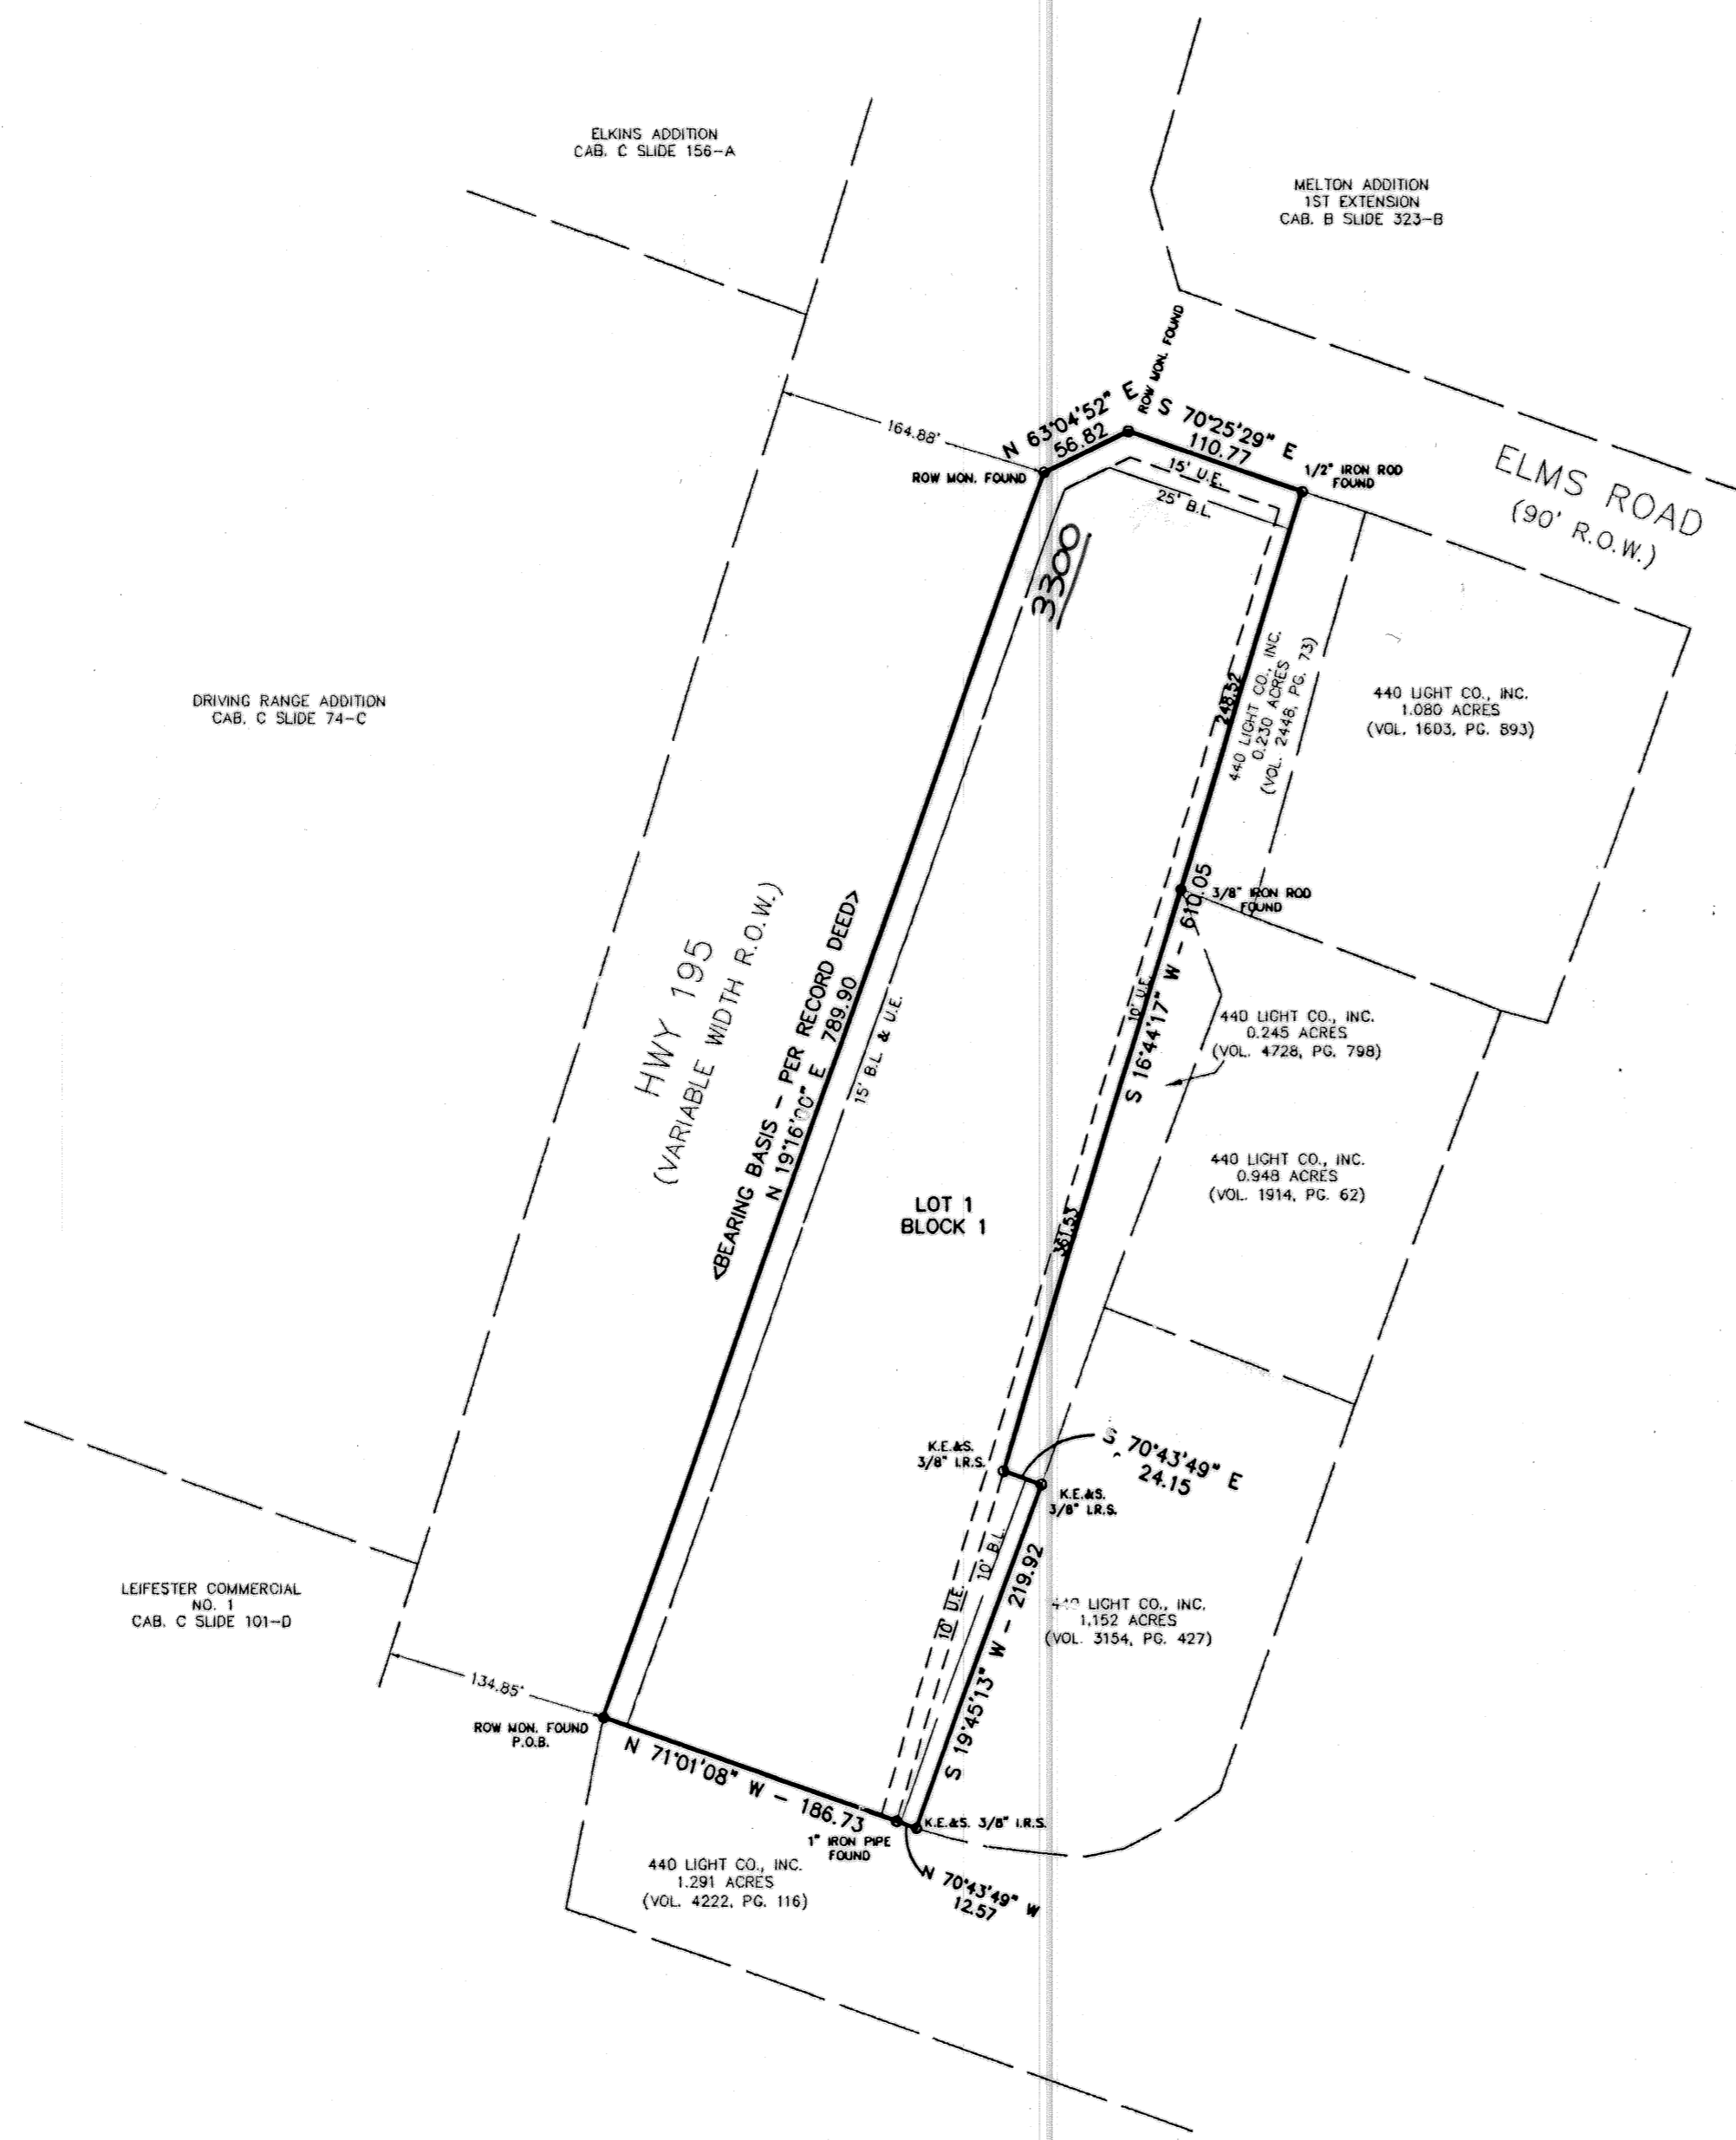 ELKINS ADDITION
CAB. C SLIDE 156-A
MELTON ADDITION
1ST EXTENSION
CAB. B SLIDE 323-B
ROW MON. FOUND
164.88'
N 63°04'52" E
56.82
S 70°25'29" E
110.77
ROW MON. FOUND
1/2" IRON ROD
FOUND
15' U.E.
25' B.L.
ELMS ROAD
(90' R.O.W.)
3300
DRIVING RANGE ADDITION
CAB. C SLIDE 74-C
248.52
440 LIGHT CO., INC.
0.230 ACRES
(VOL. 2448, PG. 73)
440 LIGHT CO., INC.
1.080 ACRES
(VOL. 1603, PG. 893)
3/8" IRON ROD
FOUND
HWY 195
(VARIABLE WIDTH R.O.W.)
<BEARING BASIS - PER RECORD DEED>
N 19°16'00" E 789.90
15' B.L. & U.E.
10' U.E.
S 16°44'17" W - 610.05
440 LIGHT CO., INC.
0.245 ACRES
(VOL. 4728, PG. 798)
440 LIGHT CO., INC.
0.948 ACRES
(VOL. 1914, PG. 62)
LOT 1
BLOCK 1
361.53
K.E.&S.
3/8" I.R.S.
S 70°43'49" E
24.15
K.E.&S.
3/8" I.R.S.
10' B.L.
10' U.E.
S 19°45'13" W - 219.92
440 LIGHT CO., INC.
1.152 ACRES
(VOL. 3154, PG. 427)
LEIFESTER COMMERCIAL
NO. 1
CAB. C SLIDE 101-D
134.85'
ROW MON. FOUND
P.O.B.
N 71°01'08" W - 186.73
1" IRON PIPE
FOUND
K.E.&S. 3/8" I.R.S.
N 70°43'49" W
12.57
440 LIGHT CO., INC.
1.291 ACRES
(VOL. 4222, PG. 116)